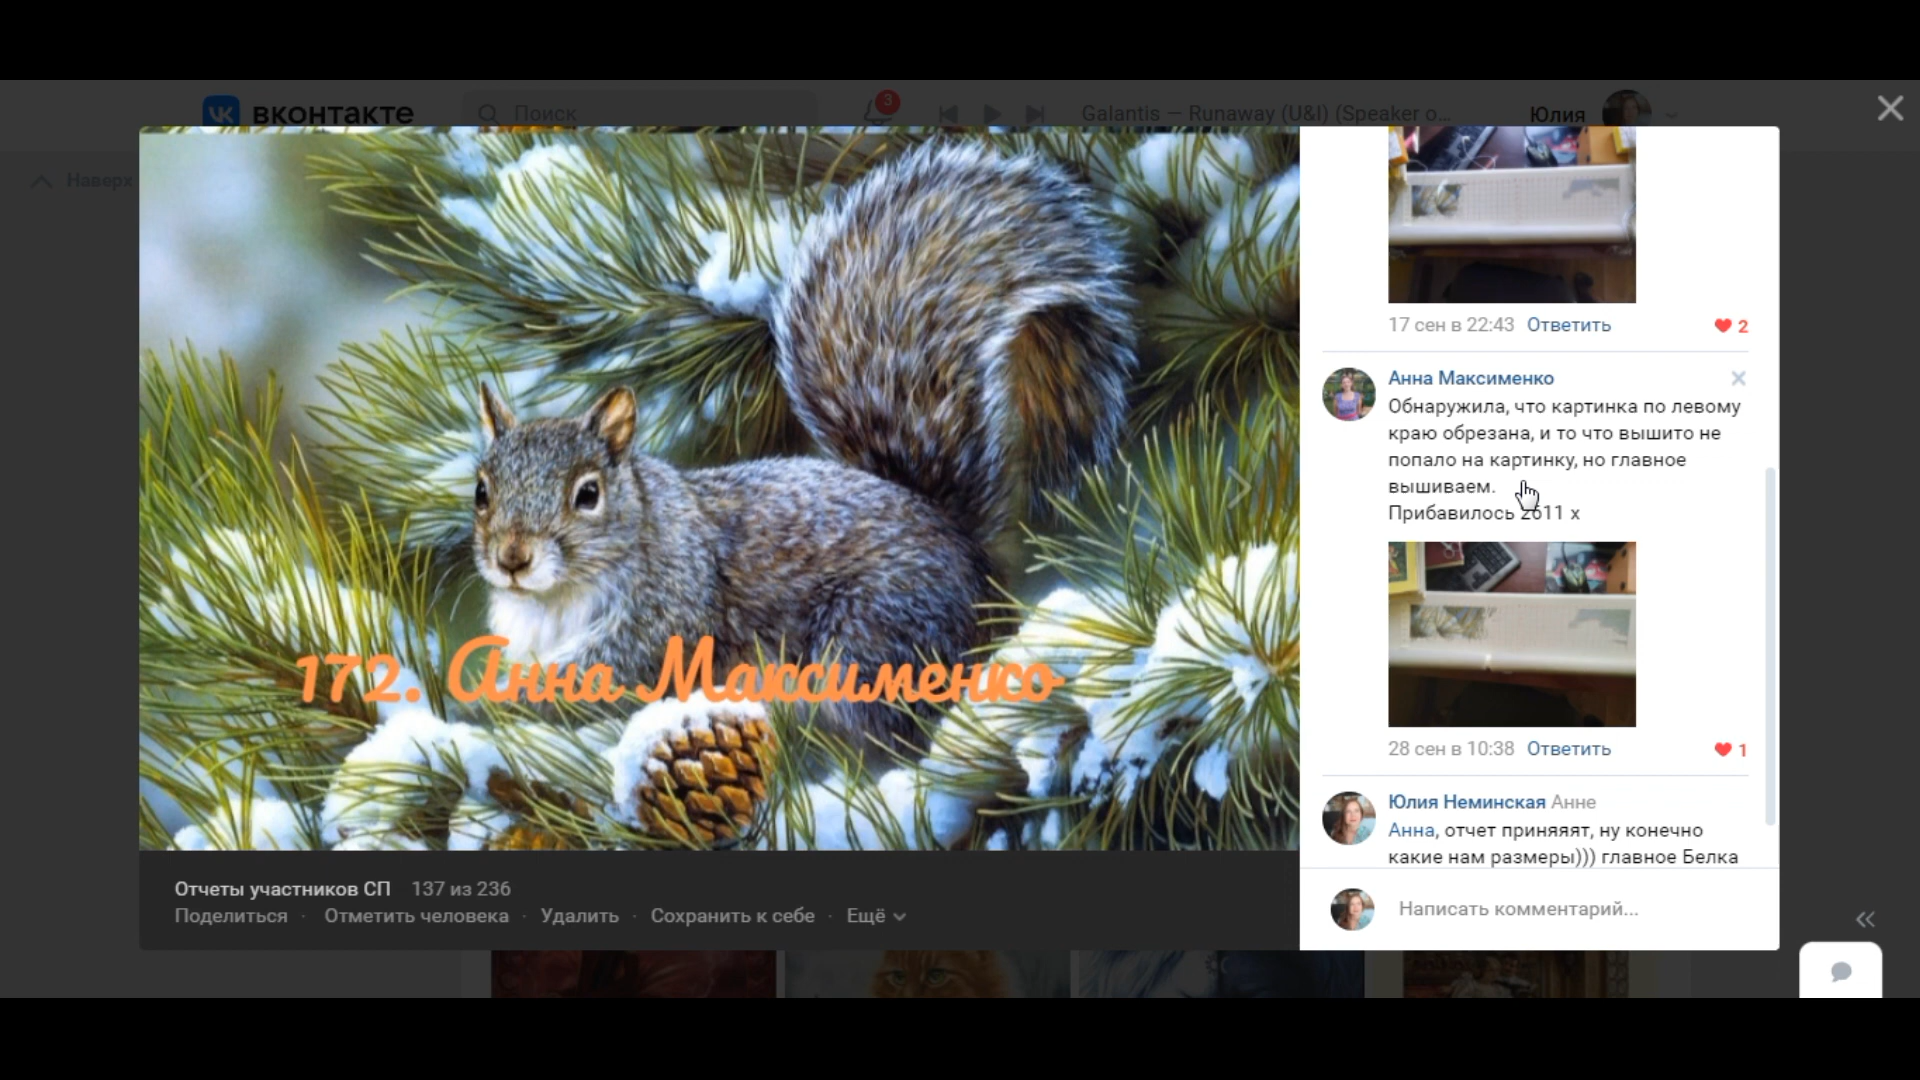 вконтакте
Поиск
3
Galantis — Runaway (U&I) (Speaker o...
Юлия
Наверх
172. Анна Максименко
17 сен в 22:43 Ответить
2
Анна Максименко
Обнаружила, что картинка по левому
краю обрезана, и то что вышито не
попало на картинку, но главное
вышиваем.
Прибавилось 2611 х
28 сен в 10:38 Ответить
1
Юлия Неминская Анне
Анна, отчет приняяят, ну конечно
какие нам размеры))) главное Белка
Написать комментарий...
Отчеты участников СП 137 из 236
Поделиться · Отметить человека · Удалить · Сохранить к себе · Ещё